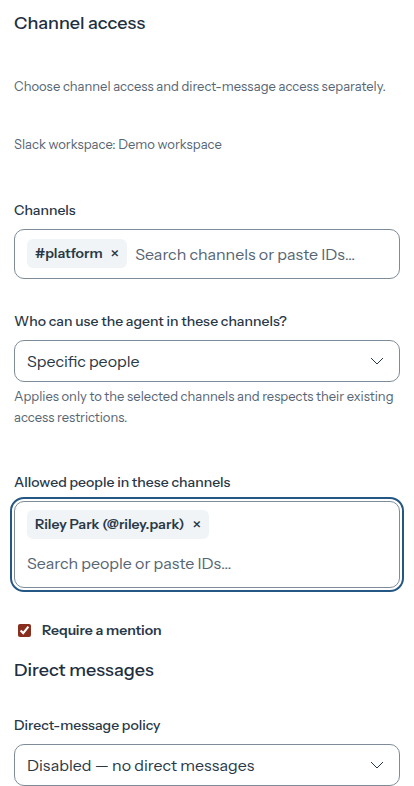 Channel access
Choose channel access and direct-message access separately.
Slack workspace: Demo workspace
Channels
#platform × Search channels or paste IDs...
Who can use the agent in these channels?
Specific people
Applies only to the selected channels and respects their existing
access restrictions.
Allowed people in these channels
Riley Park (@riley.park) ×
Search people or paste IDs...
Require a mention
Direct messages
Direct-message policy
Disabled — no direct messages